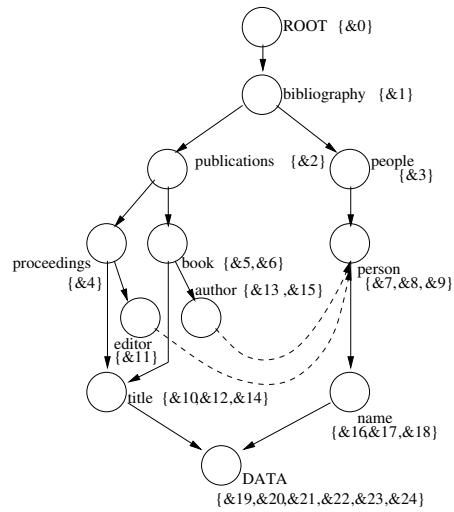 ROOT {&0}
bibliography {&1}
publications {&2}
people
{&3}
proceedings
{&4}
book {&5,&6}
person
{&7,&8,&9}
author {&13 ,&15}
editor
{&11}
title {&10,&12,&14}
name
{&16,&17,&18}
DATA
{&19,&20,&21,&22,&23,&24}